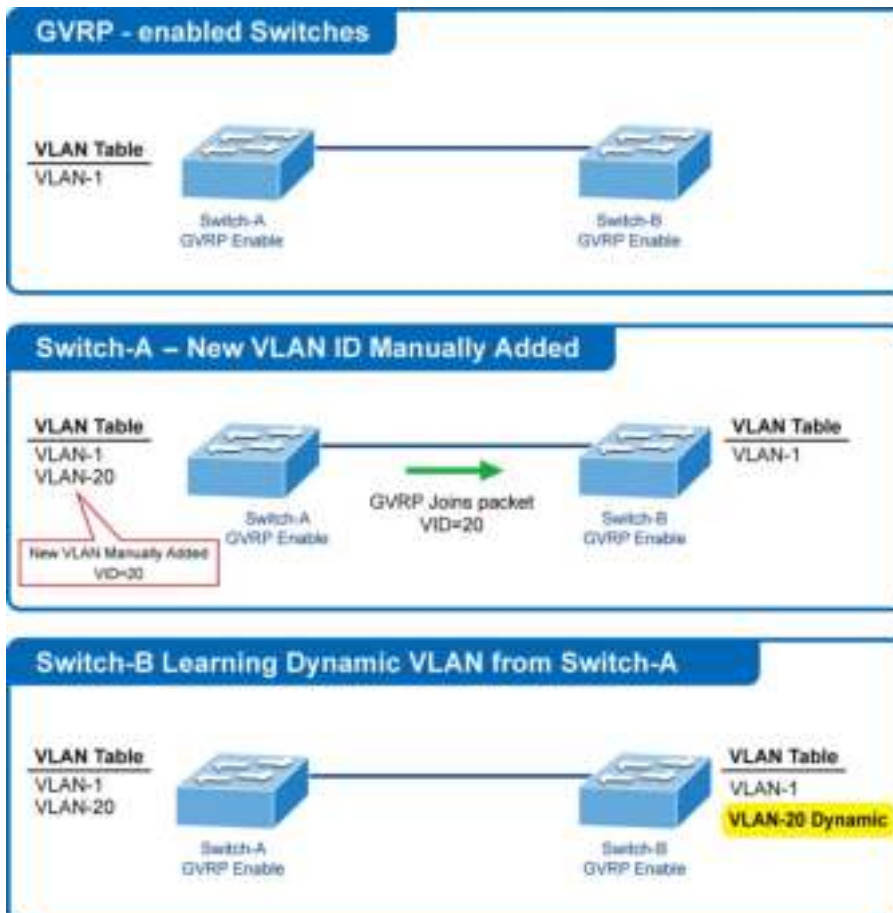 GVRP - enabled Switches
VLAN Table
VLAN-1
Switch-A
GVRP Enable
Switch-B
GVRP Enable
Switch-A – New VLAN ID Manually Added
VLAN Table
VLAN-1
VLAN-20
New VLAN Manually Added
VID=20
Switch-A
GVRP Enable
GVRP Joins packet
VID=20
Switch-B
GVRP Enable
VLAN Table
VLAN-1
Switch-B Learning Dynamic VLAN from Switch-A
VLAN Table
VLAN-1
VLAN-20
Switch-A
GVRP Enable
Switch-B
GVRP Enable
VLAN Table
VLAN-1
VLAN-20 Dynamic